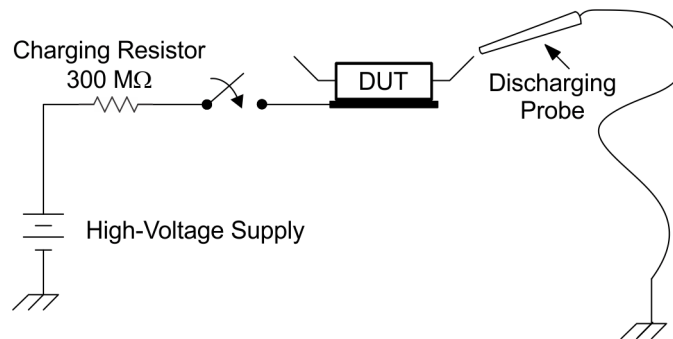 Charging Resistor
300 MΩ
DUT
Discharging
Probe
High-Voltage Supply